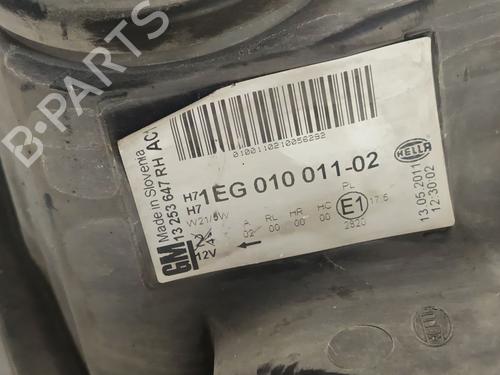 B-PARTS
Made in Slovenia
13 253 647 RH AC
GM
0100110210056292
H7
H7
1EG 010 011-02
W21/5W
12V
A
02
RL
00
HR
00
HC
00
PL
E1
17.5
2820
HELLA
13.05.2011
12:30:02
HELLA